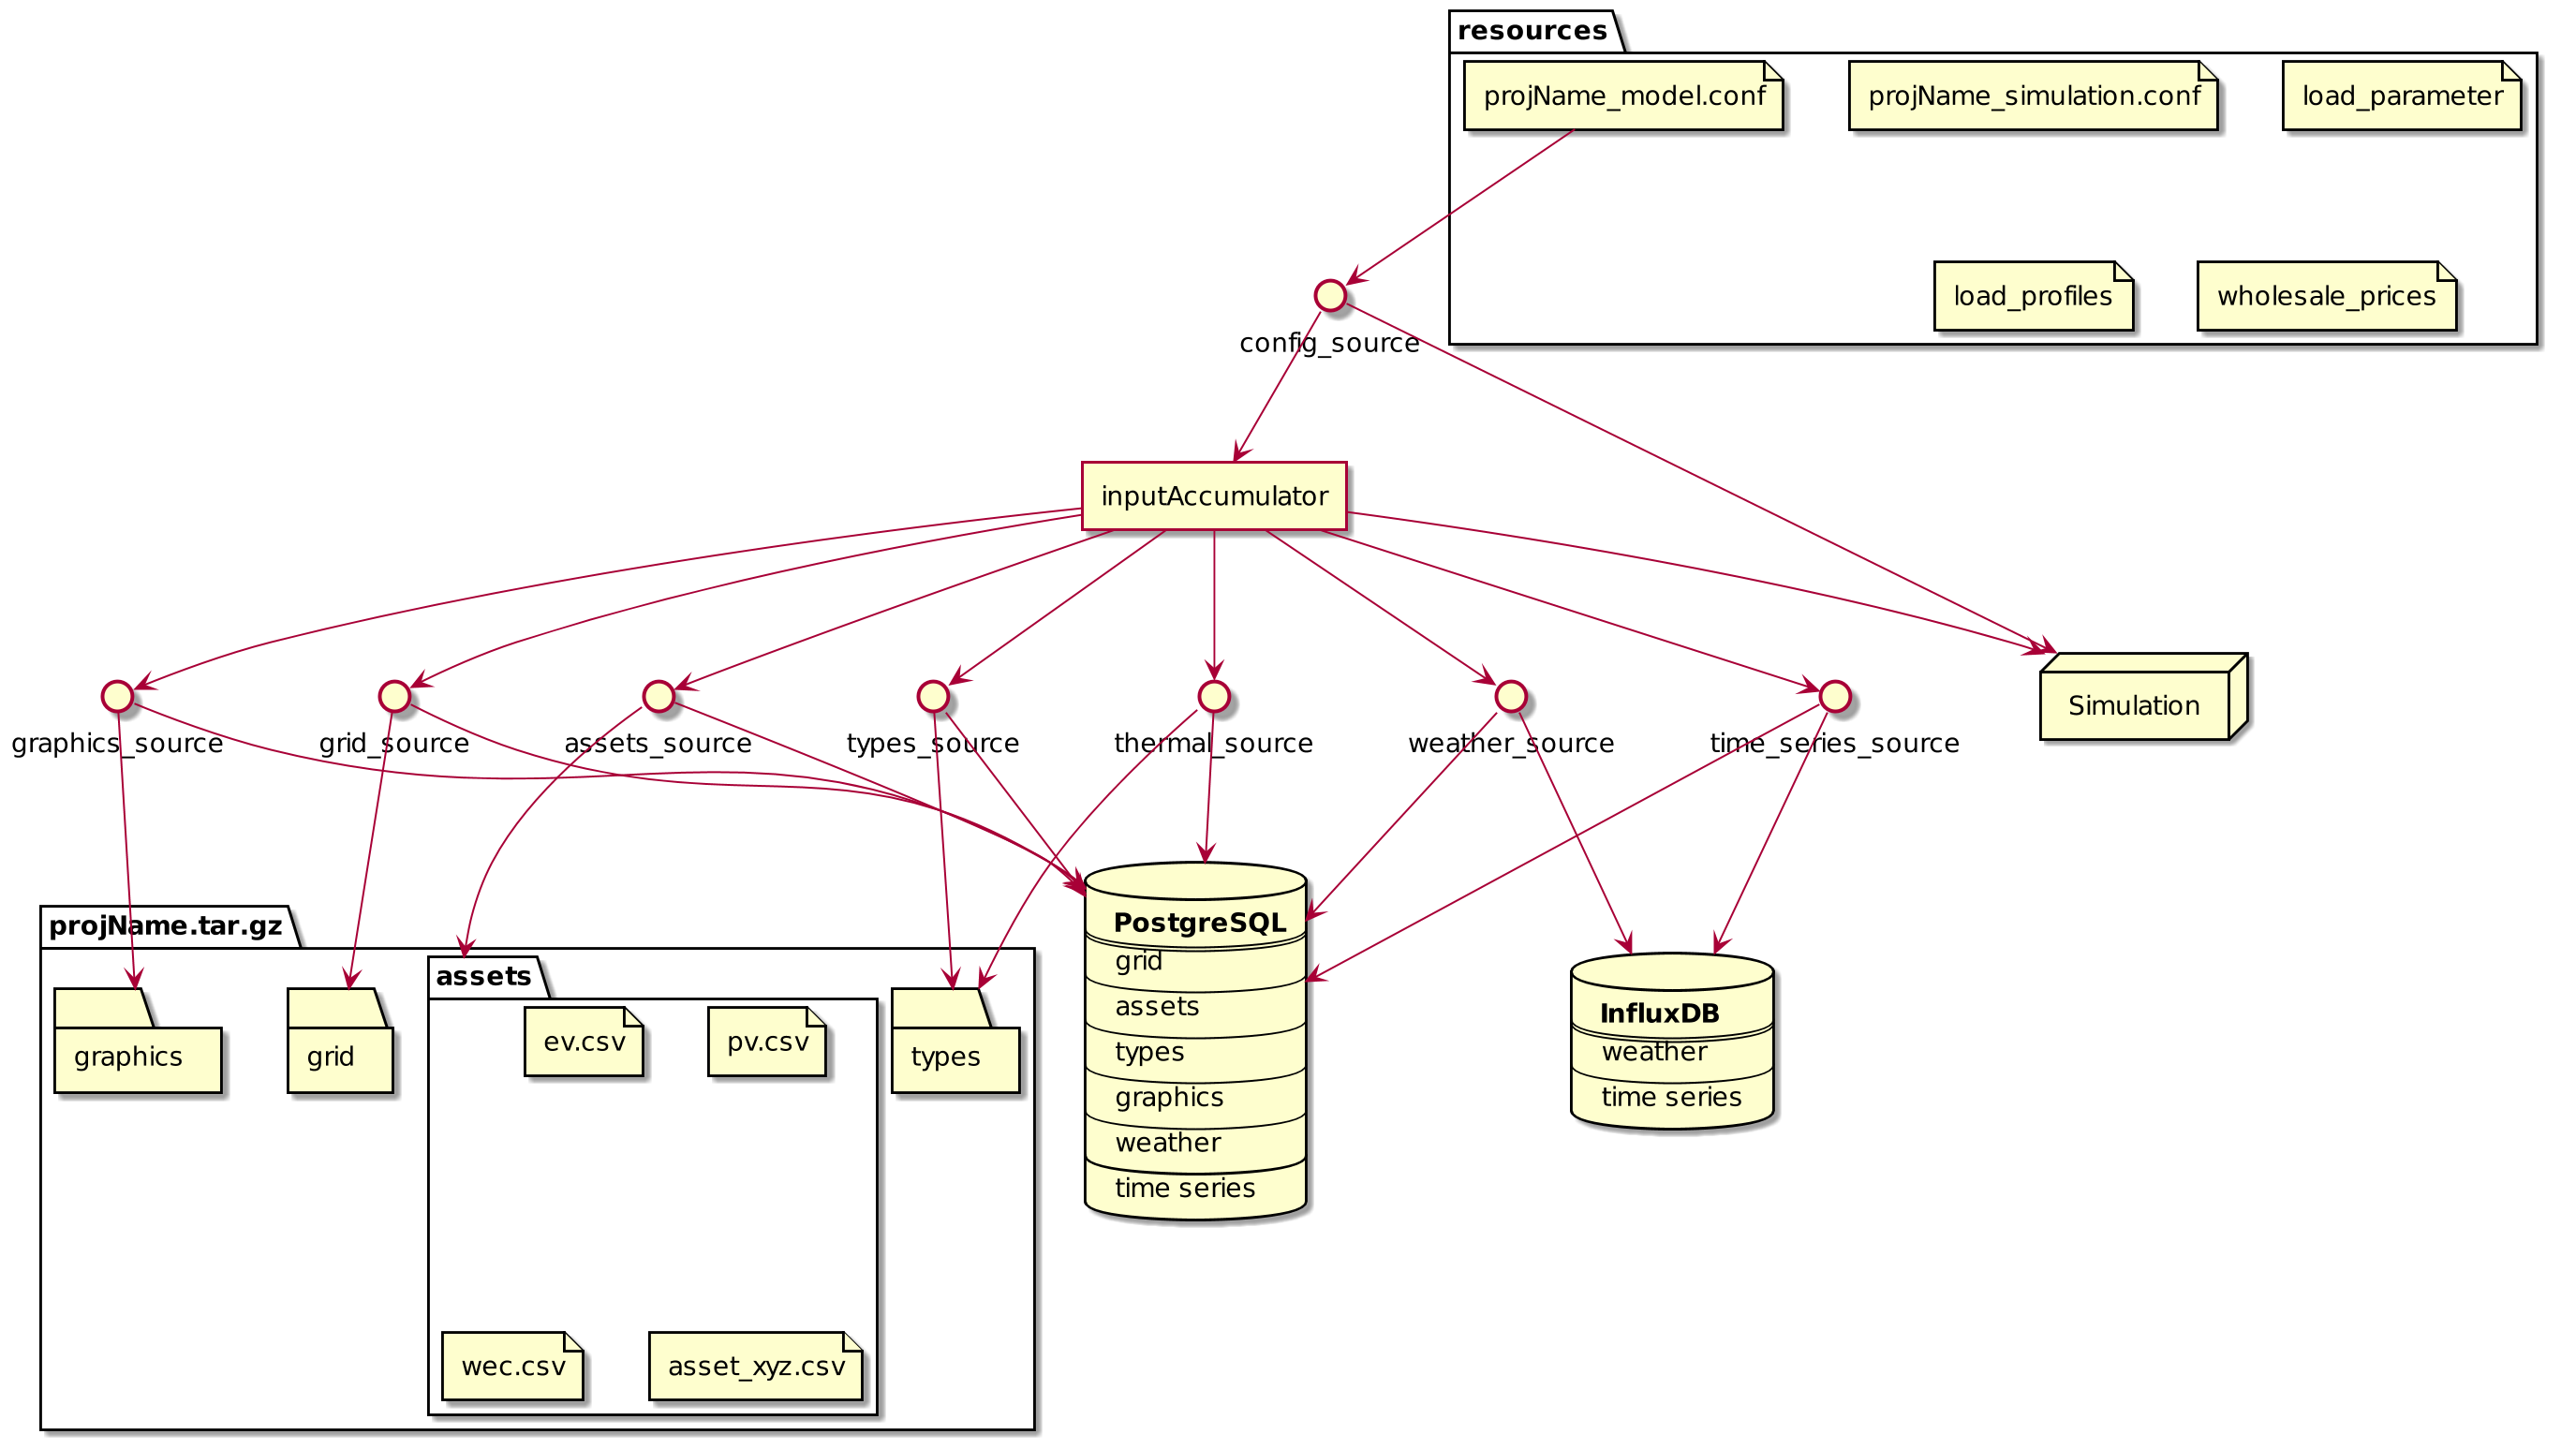 resources
projName_model.conf
projName_simulation.conf
load_parameter
load_profiles
wholesale_prices
config_source
inputAccumulator
Simulation
graphics_source
grid_source
assets_source
types_source
thermal_source
weather_source
time_series_source
projName.tar.gz
graphics
grid
assets
ev.csv
pv.csv
wec.csv
asset_xyz.csv
types
PostgreSQL
grid
assets
types
graphics
weather
time series
InfluxDB
weather
time series